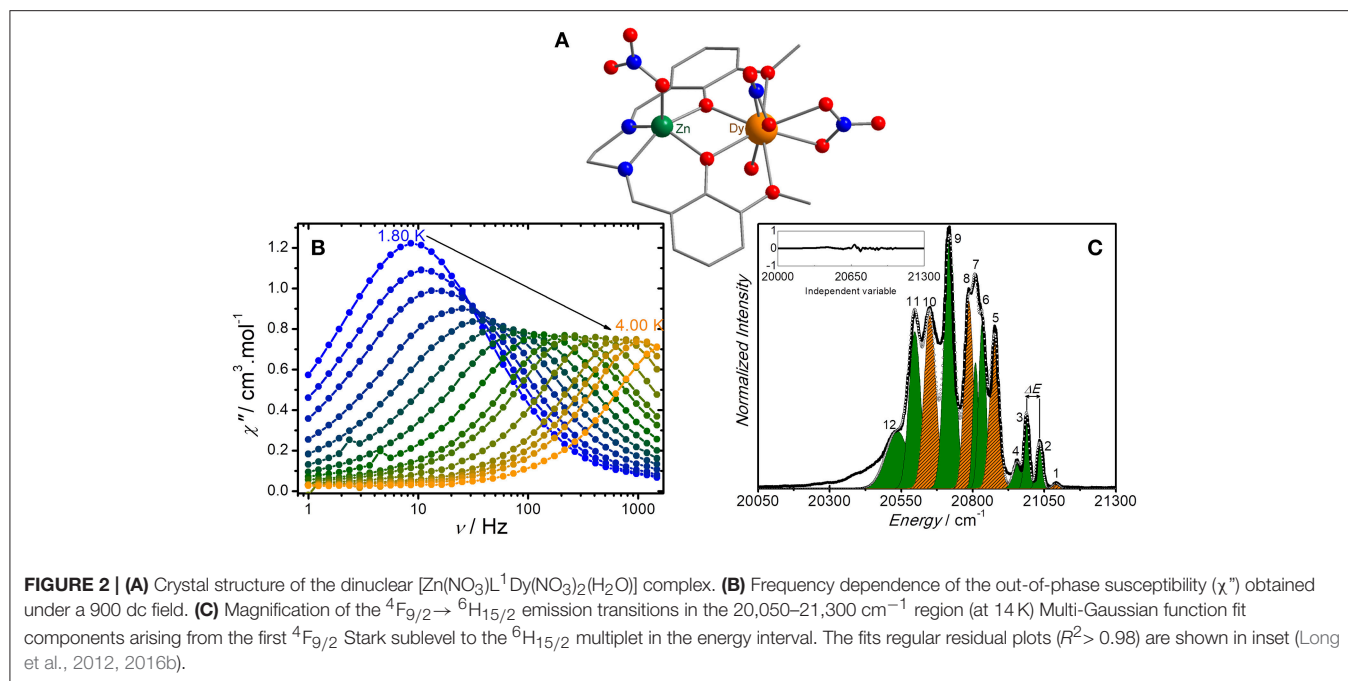 A
Zn
Dy
B
1.80 K
4.00 K
1.2
1.0
0.8
0.6
0.4
0.2
0.0
χ″ / cm³.mol⁻¹
1 10 100 1000
ν / Hz
C
1
0
-1
20000 20650 21300
Independent variable
9
7
8
6
11
10
5
ΔE
3
2
12
4
1
Normalized Intensity
20050 20300 20550 20800 21050 21300
Energy / cm⁻¹
FIGURE 2 | (A) Crystal structure of the dinuclear [Zn(NO₃)L¹Dy(NO₃)₂(H₂O)] complex. (B) Frequency dependence of the out-of-phase susceptibility (χ”) obtained
under a 900 dc field. (C) Magnification of the ⁴F₉/₂→ ⁶H₁₅/₂ emission transitions in the 20,050–21,300 cm⁻¹ region (at 14 K) Multi-Gaussian function fit
components arising from the first ⁴F₉/₂ Stark sublevel to the ⁶H₁₅/₂ multiplet in the energy interval. The fits regular residual plots (R² > 0.98) are shown in inset (Long
et al., 2012, 2016b).